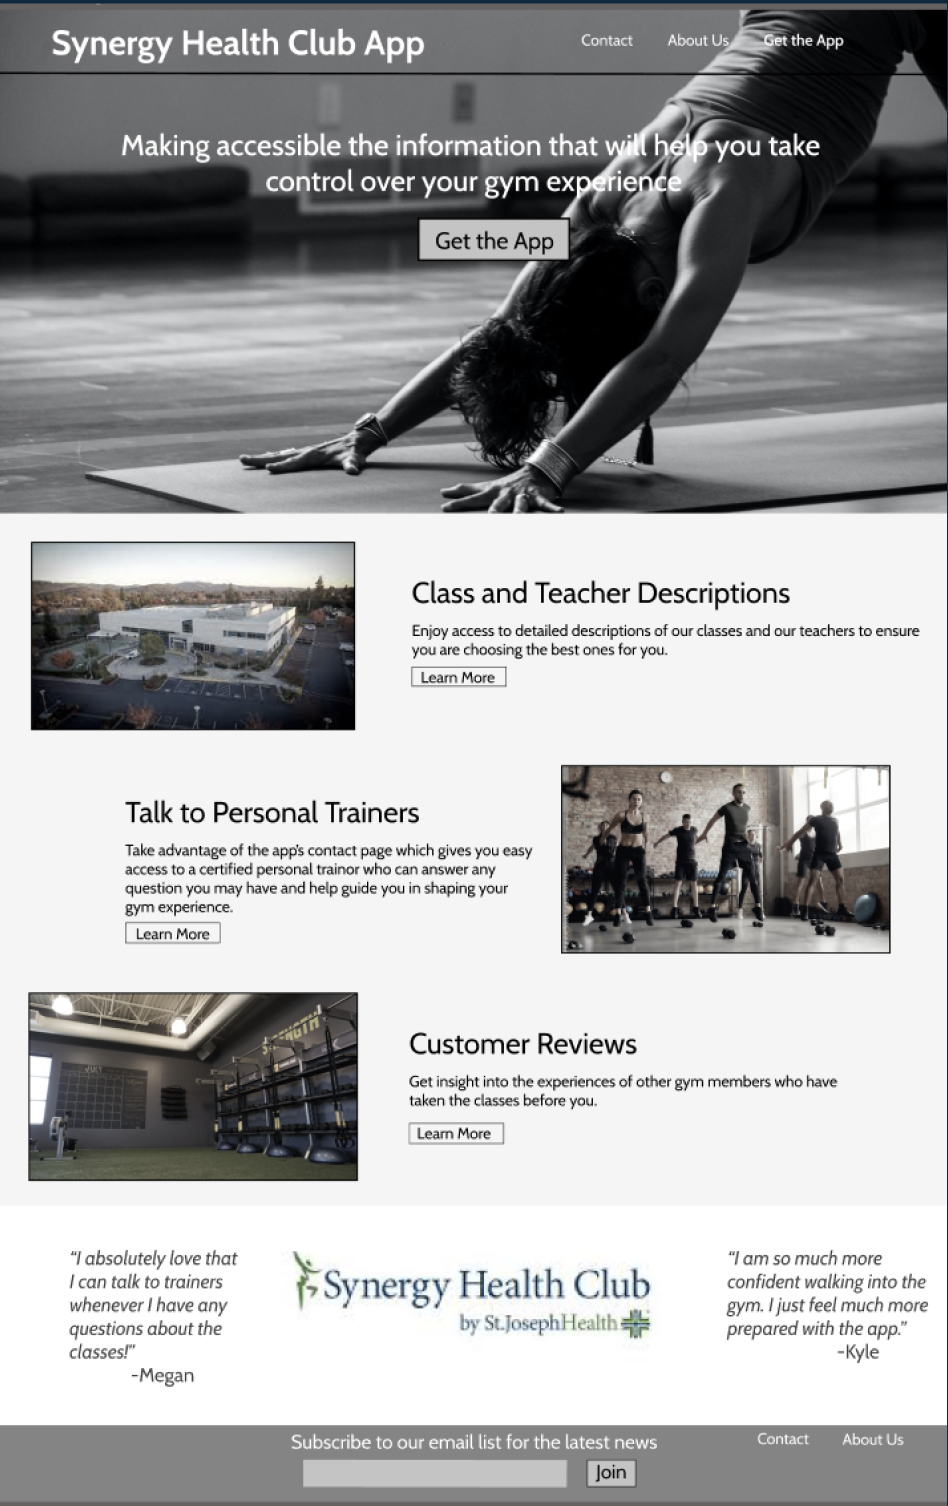 Synergy Health Club App
Contact
About Us
Get the App
Making accessible the information that will help you take
control over your gym experience
Get the App
Class and Teacher Descriptions
Enjoy access to detailed descriptions of our classes and our teachers to ensure
you are choosing the best ones for you.
Learn More
Talk to Personal Trainers
Take advantage of the app's contact page which gives you easy
access to a certified personal trainor who can answer any
question you may have and help guide you in shaping your
gym experience.
Learn More
STRENGTH
JULY
Customer Reviews
Get insight into the experiences of other gym members who have
taken the classes before you.
Learn More
“I absolutely love that
I can talk to trainers
whenever I have any
questions about the
classes!”
-Megan
Synergy Health Club
by St.JosephHealth
“I am so much more
confident walking into the
gym. I just feel much more
prepared with the app.”
-Kyle
Subscribe to our email list for the latest news
Join
Contact
About Us